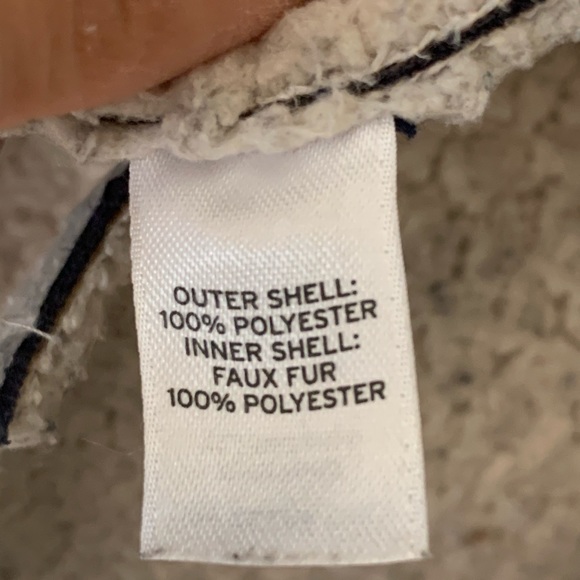 OUTER SHELL:
100% POLYESTER
INNER SHELL:
FAUX FUR
100% POLYESTER